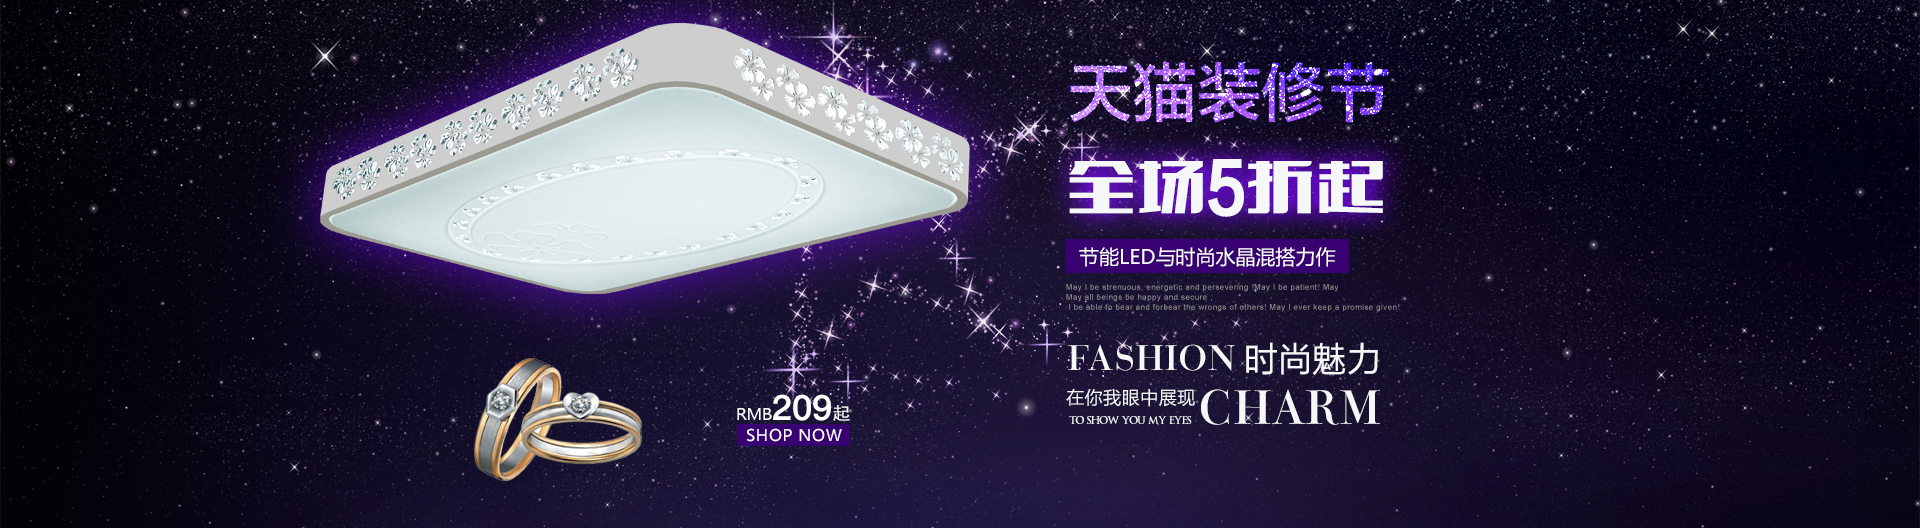 天猫装修节
全场5折起
节能LED与时尚水晶混搭力作
May I be strenuous, energetic and persevering !May I be patient! May
May all beings be happy and secure ;
I be able to bear and forbear the wrongs of others! May I ever keep a promise given!
FASHION 时尚魅力
在你我眼中展现 CHARM
TO SHOW YOU MY EYES
RMB209起
SHOP NOW